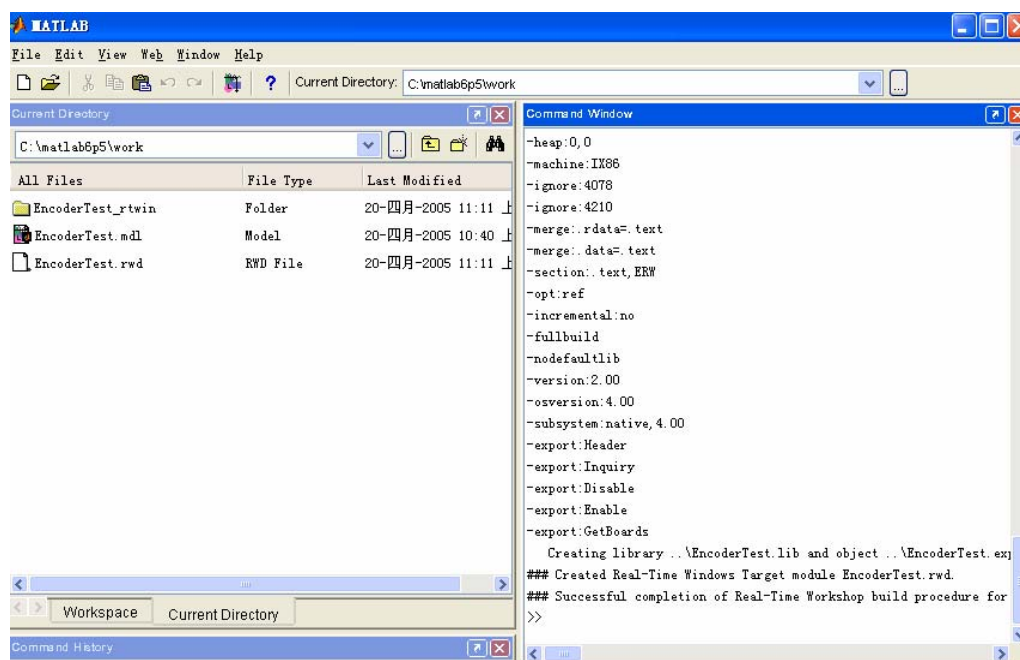 MATLAB
File Edit View Web Window Help
? Current Directory: C:\matlab6p5\work ...
Current Directory
C:\matlab6p5\work ...
All Files File Type Last Modified
EncoderTest_rtwin Folder 20-四月-2005 11:11 上
EncoderTest.mdl Model 20-四月-2005 10:40 上
EncoderTest.rwd RWD File 20-四月-2005 11:11 上
Workspace Current Directory
Command History
Command Window
-heap:0,0
-machine:IX86
-ignore:4078
-ignore:4210
-merge:.rdata=.text
-merge:.data=.text
-section:.text,ERW
-opt:ref
-incremental:no
-fullbuild
-nodefaultlib
-version:2.00
-osversion:4.00
-subsystem:native,4.00
-export:Header
-export:Inquiry
-export:Disable
-export:Enable
-export:GetBoards
Creating library ..\EncoderTest.lib and object ..\EncoderTest.exp
### Created Real-Time Windows Target module EncoderTest.rwd.
### Successful completion of Real-Time Workshop build procedure for
>>